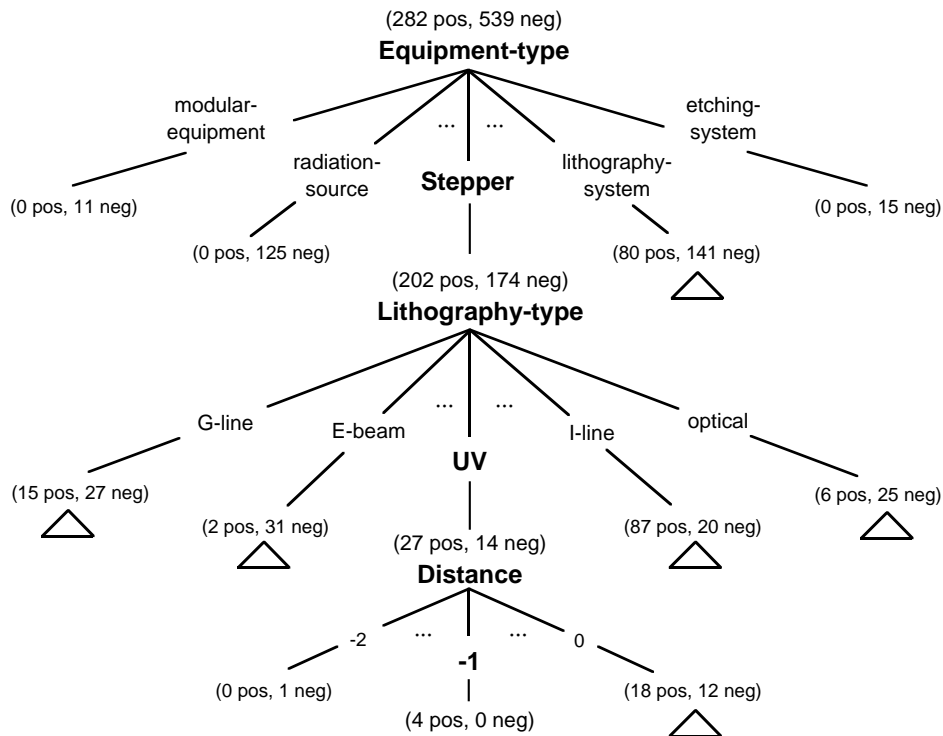 (282 pos, 539 neg)
Equipment-type
modular-
equipment
etching-
system
... ...
radiation-
source
lithography-
system
Stepper
(0 pos, 11 neg)
(0 pos, 15 neg)
(0 pos, 125 neg)
(80 pos, 141 neg)
(202 pos, 174 neg)
Lithography-type
... ...
G-line
E-beam
I-line
optical
UV
(15 pos, 27 neg)
(2 pos, 31 neg)
(87 pos, 20 neg)
(6 pos, 25 neg)
(27 pos, 14 neg)
Distance
-2 ... ... 0
-1
(0 pos, 1 neg)
(18 pos, 12 neg)
(4 pos, 0 neg)